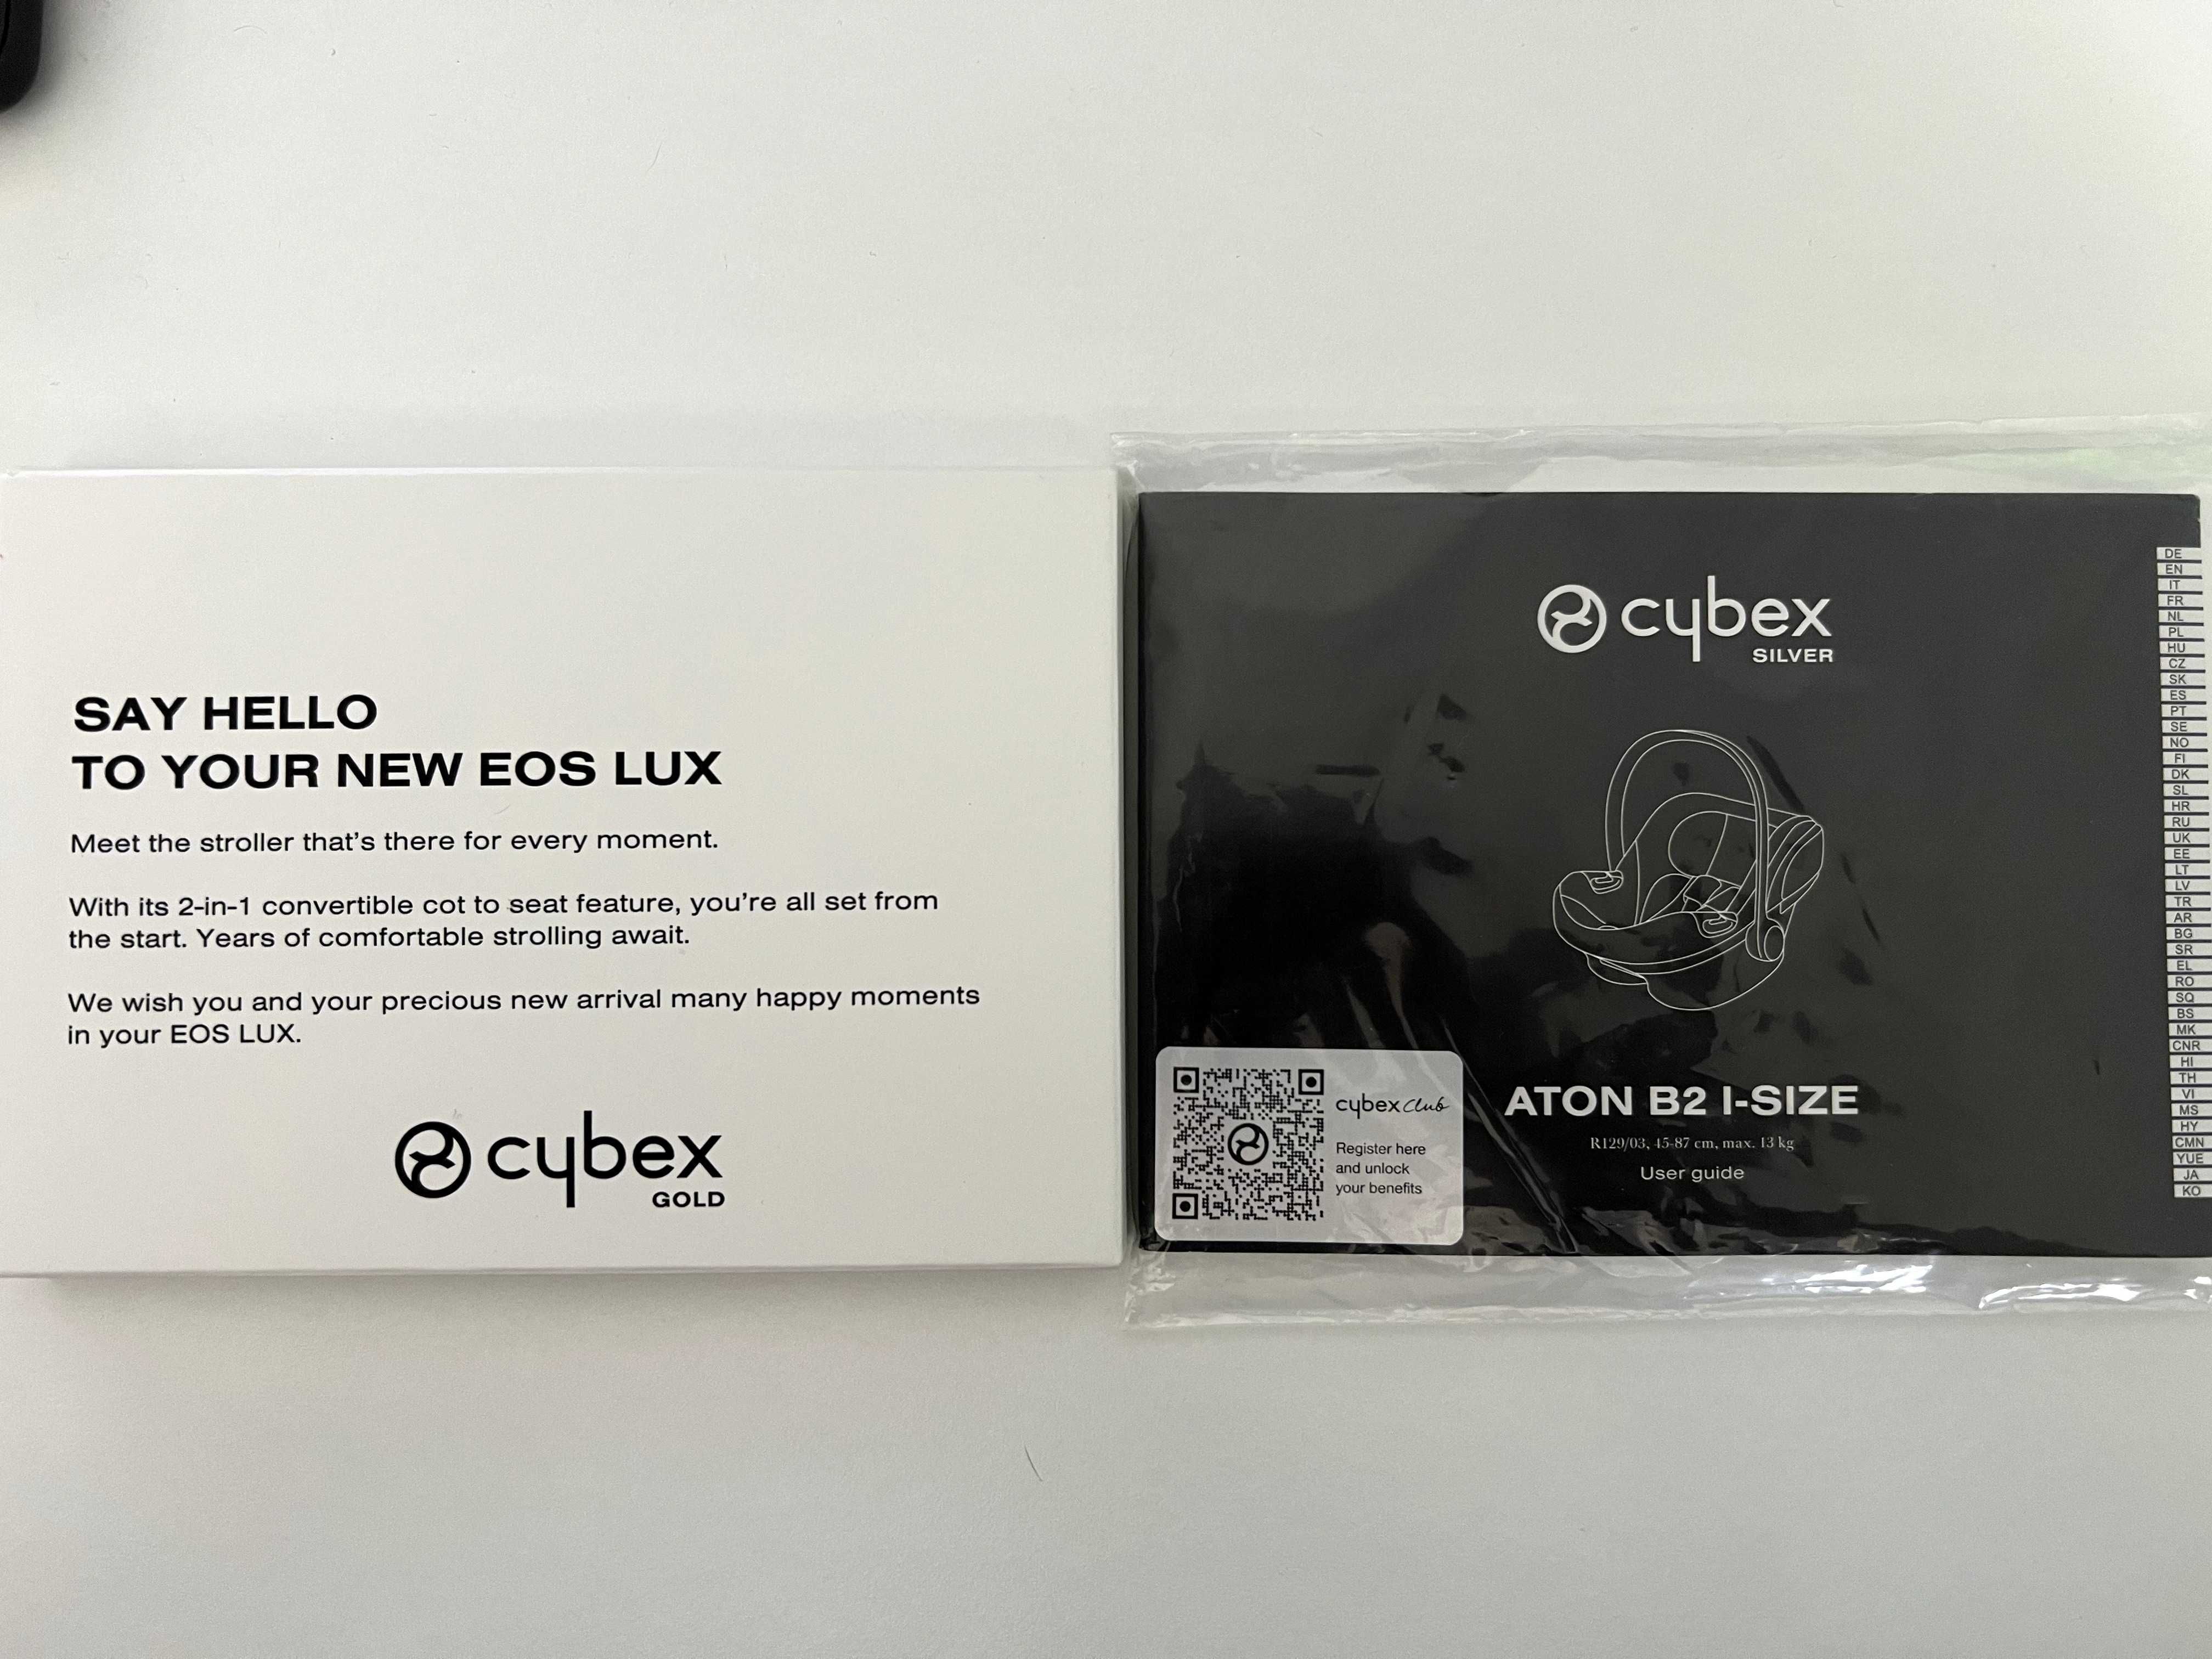 SAY HELLO
TO YOUR NEW EOS LUX
Meet the stroller that's there for every moment.
With its 2-in-1 convertible cot to seat feature, you're all set from
the start. Years of comfortable strolling await.
We wish you and your precious new arrival many happy moments
in your EOS LUX.
cybex
GOLD
cybex
SILVER
ATON B2 I-SIZE
R129/03, 45-87 cm, max. 13 kg
User guide
cybex Club
Register here
and unlock
your benefits
DE
EN
IT
FR
NL
PL
HU
CZ
SK
ES
PT
SE
NO
FI
DK
SL
HR
RU
UK
EE
LT
LV
TR
AR
BG
SR
EL
RO
SQ
BS
MK
CNR
HI
TH
VI
MS
HY
CMN
YUE
JA
KO